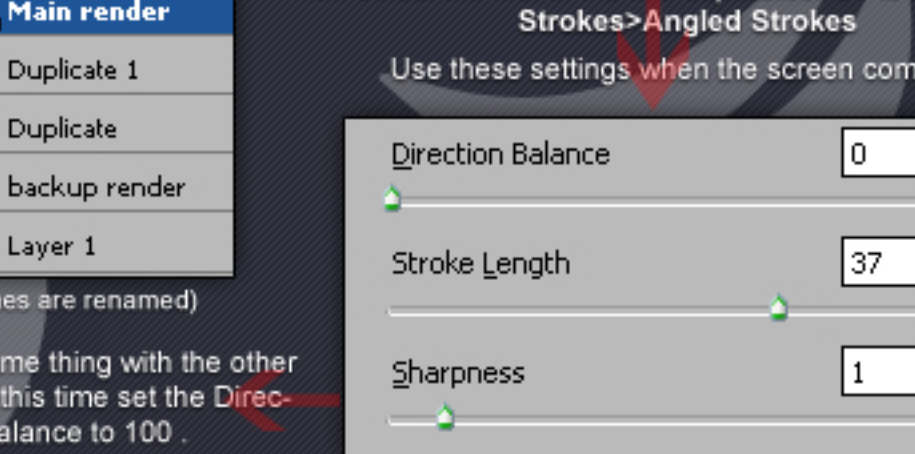 Main render
Duplicate 1
Duplicate
backup render
Layer 1
es are renamed)
me thing with the other
this time set the Direc-
alance to 100 .
Strokes>Angled Strokes
Use these settings when the screen com
Direction Balance
0
Stroke Length
37
Sharpness
1